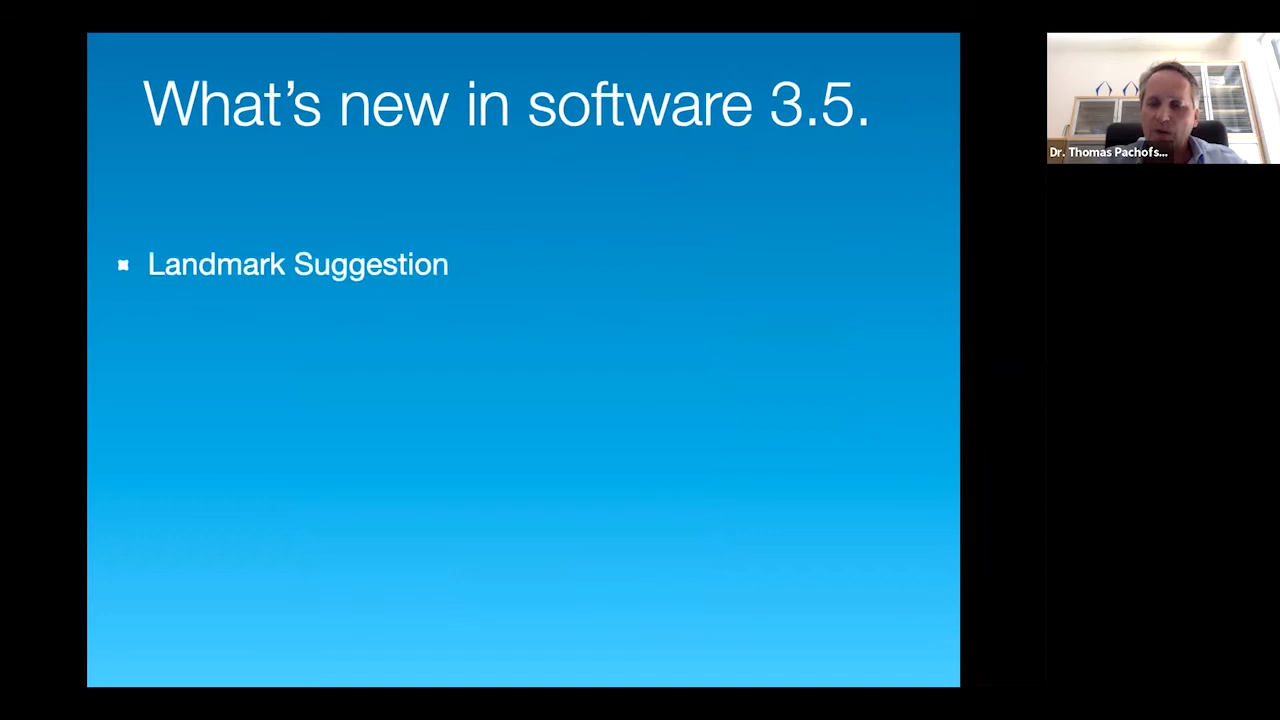 What's new in software 3.5.
Landmark Suggestion
Dr. Thomas Pachofs...